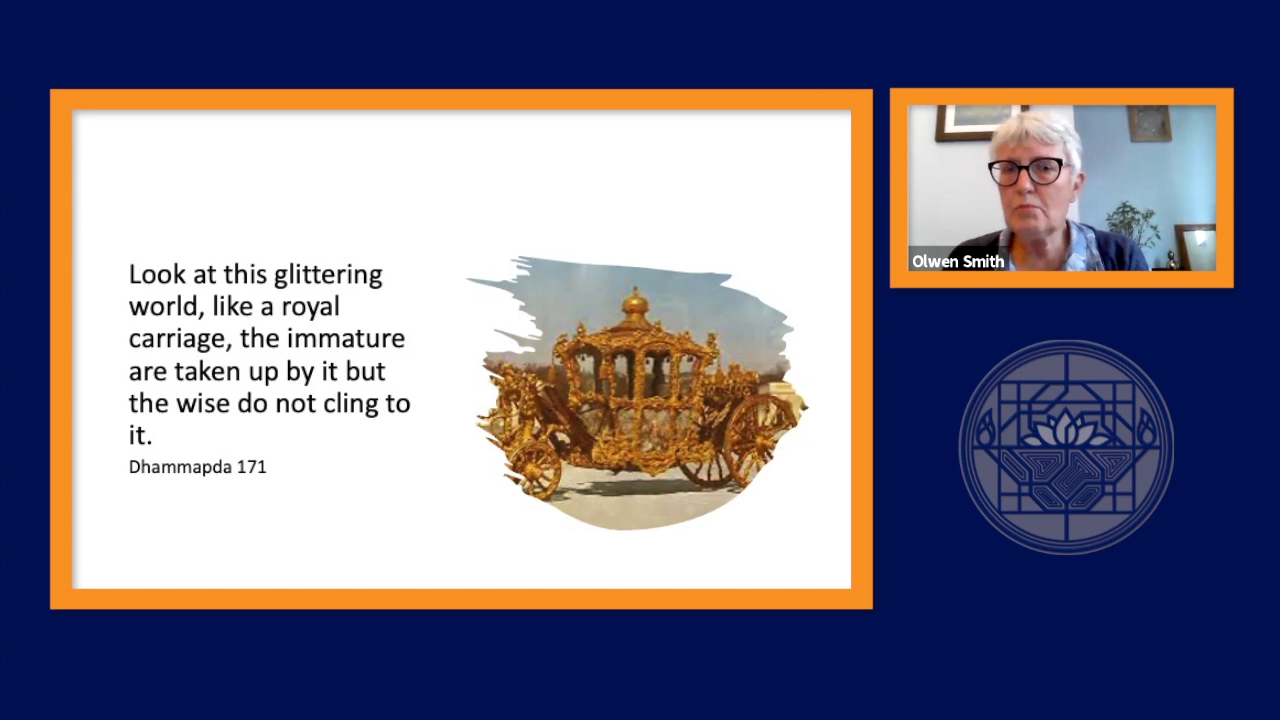 Look at this glittering
world, like a royal
carriage, the immature
are taken up by it but
the wise do not cling to
it.
Dhammapda 171
Olwen Smith